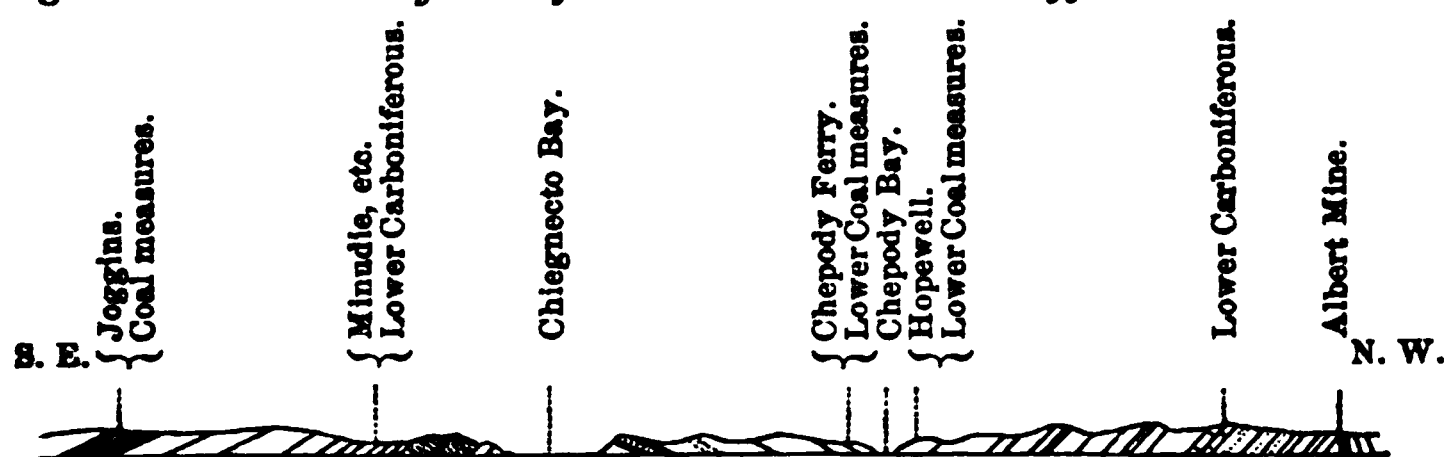 S. E.
Joggins.
Coal measures.
Minudie, etc.
Lower Carboniferous.
Chiegnecto Bay.
Chepody Ferry.
Lower Coal measures.
Chepody Bay.
Hopewell.
Lower Coal measures.
Lower Carboniferous.
Albert Mine.
N. W.